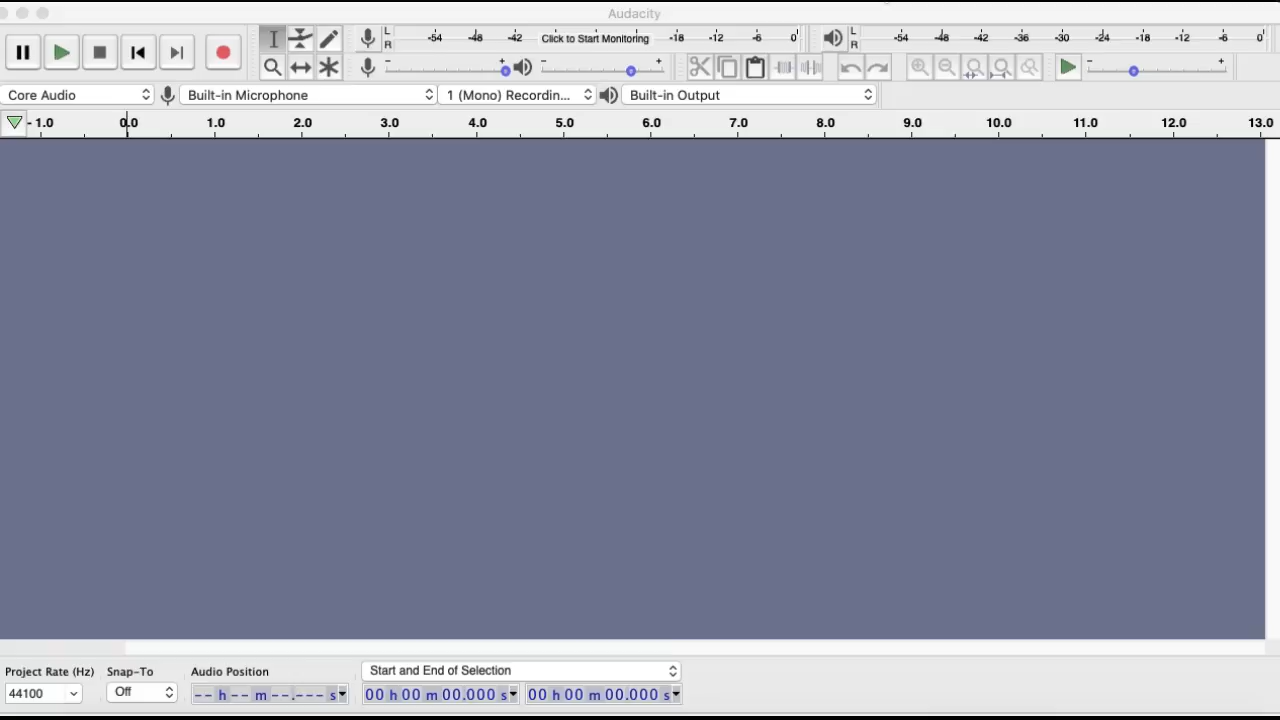 Audacity
L
R
-54 -48 -42 Click to Start Monitoring -18 -12 -6 0
L
R
-54 -48 -42 -36 -30 -24 -18 -12 -6 0
- + - + - +
Core Audio Built-in Microphone 1 (Mono) Recordin... Built-in Output
- 1.0 0.0 1.0 2.0 3.0 4.0 5.0 6.0 7.0 8.0 9.0 10.0 11.0 12.0 13.0
Project Rate (Hz) Snap-To Audio Position Start and End of Selection
44100 Off -- h -- m --.--- s 00 h 00 m 00.000 s 00 h 00 m 00.000 s